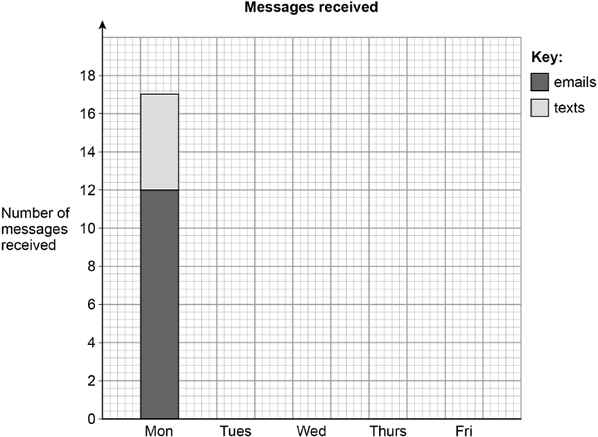 Messages received
Key:
emails
texts
18
16
14
12
10
8
6
4
2
0
Number of
messages
received
Mon Tues Wed Thurs Fri